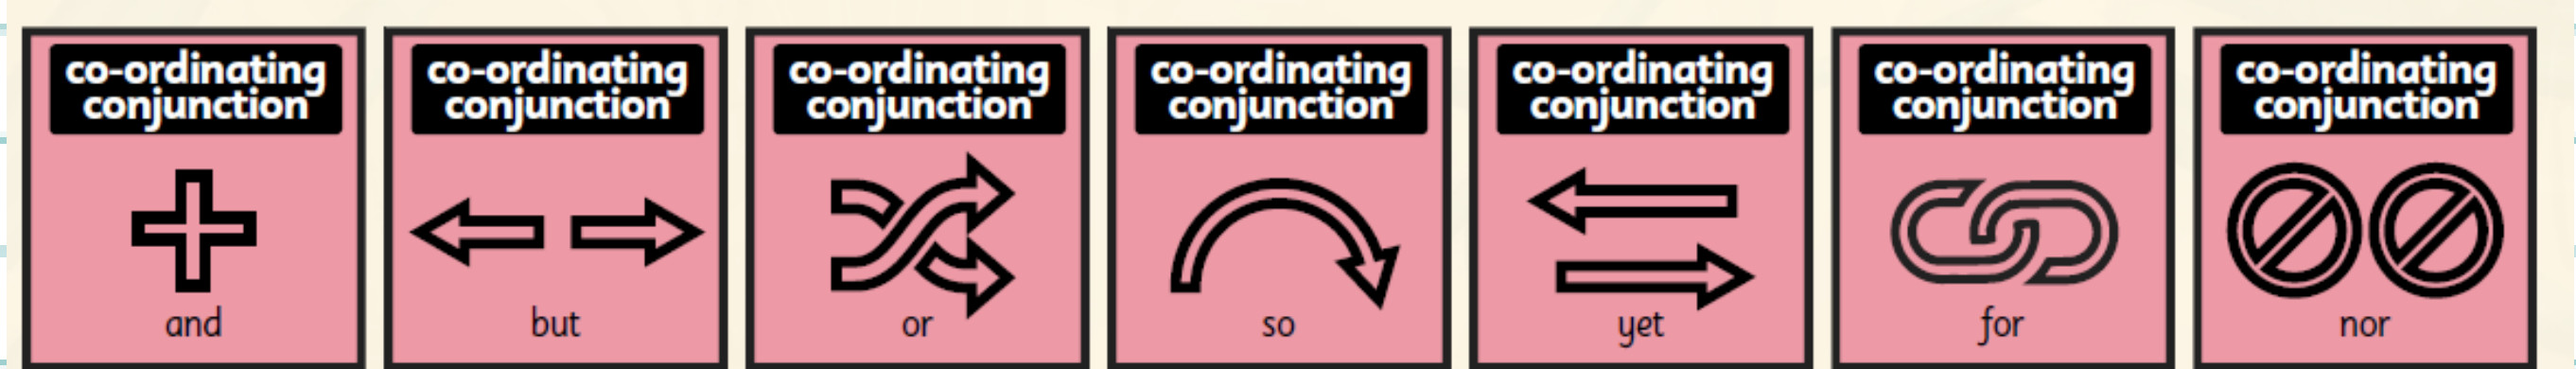 co-ordinating
conjunction
and
co-ordinating
conjunction
but
co-ordinating
conjunction
or
co-ordinating
conjunction
so
co-ordinating
conjunction
yet
co-ordinating
conjunction
for
co-ordinating
conjunction
nor